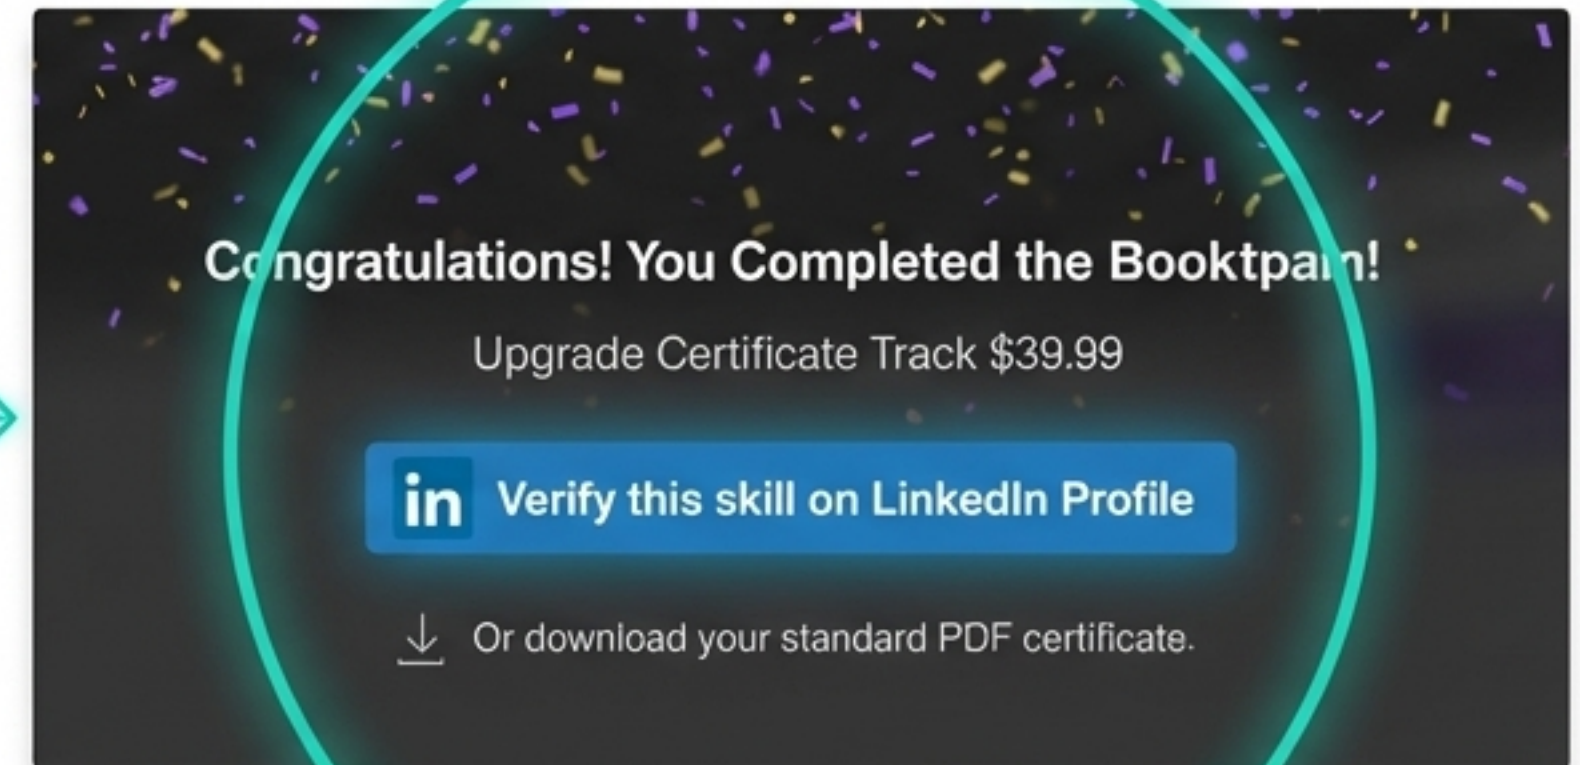 Congratulations! You Completed the Booktpam!
Upgrade Certificate Track $39.99
in Verify this skill on LinkedIn Profile
Or download your standard PDF certificate.